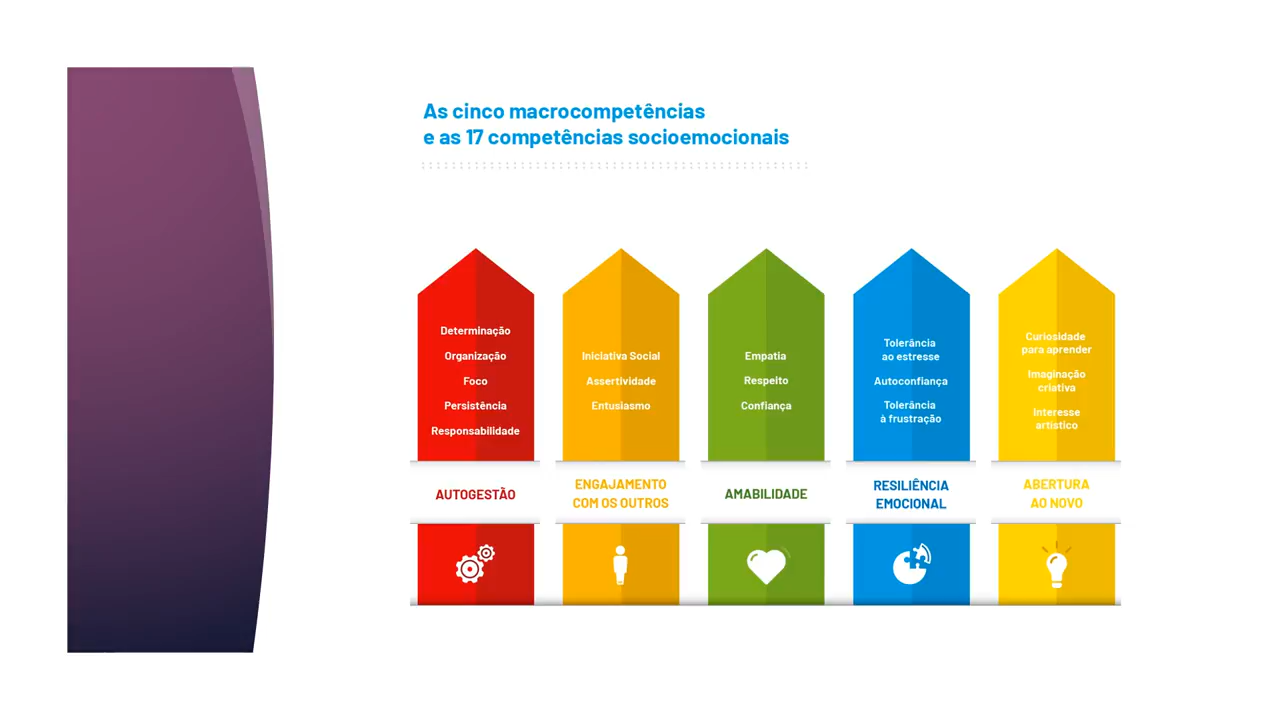 As cinco macrocompetências
e as 17 competências socioemocionais
Determinação
Organização
Foco
Persistência
Responsabilidade
AUTOGESTÃO
Iniciativa Social
Assertividade
Entusiasmo
ENGAJAMENTO
COM OS OUTROS
Empatia
Respeito
Confiança
AMABILIDADE
Tolerância
ao estresse
Autoconfiança
Tolerância
à frustração
RESILIÊNCIA
EMOCIONAL
Curiosidade
para aprender
Imaginação
criativa
Interesse
artístico
ABERTURA
AO NOVO